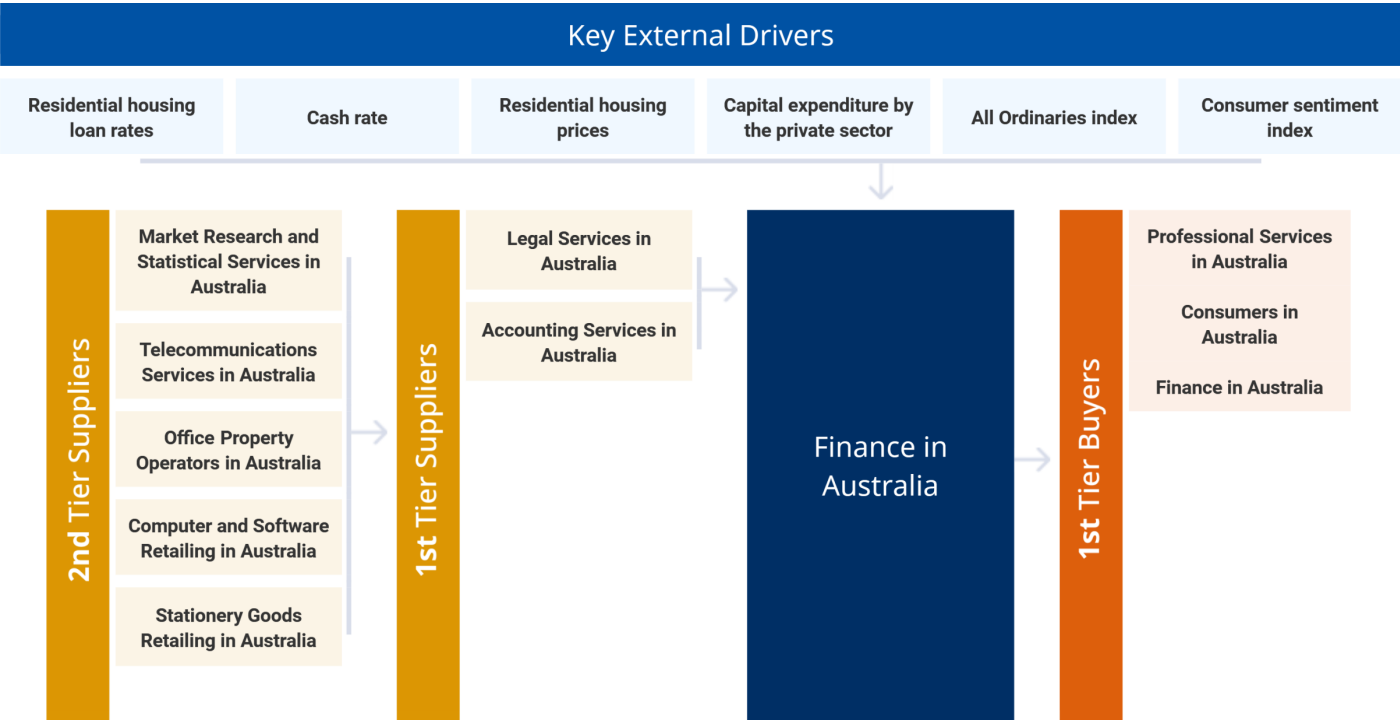 Key External Drivers
Residential housing
loan rates
Cash rate
Residential housing
prices
Capital expenditure by
the private sector
All Ordinaries index
Consumer sentiment
index
2nd Tier Suppliers
Market Research and
Statistical Services in
Australia
Telecommunications
Services in Australia
Office Property
Operators in Australia
Computer and Software
Retailing in Australia
Stationery Goods
Retailing in Australia
1st Tier Suppliers
Legal Services in
Australia
Accounting Services in
Australia
Finance in
Australia
1st Tier Buyers
Professional Services
in Australia
Consumers in
Australia
Finance in Australia